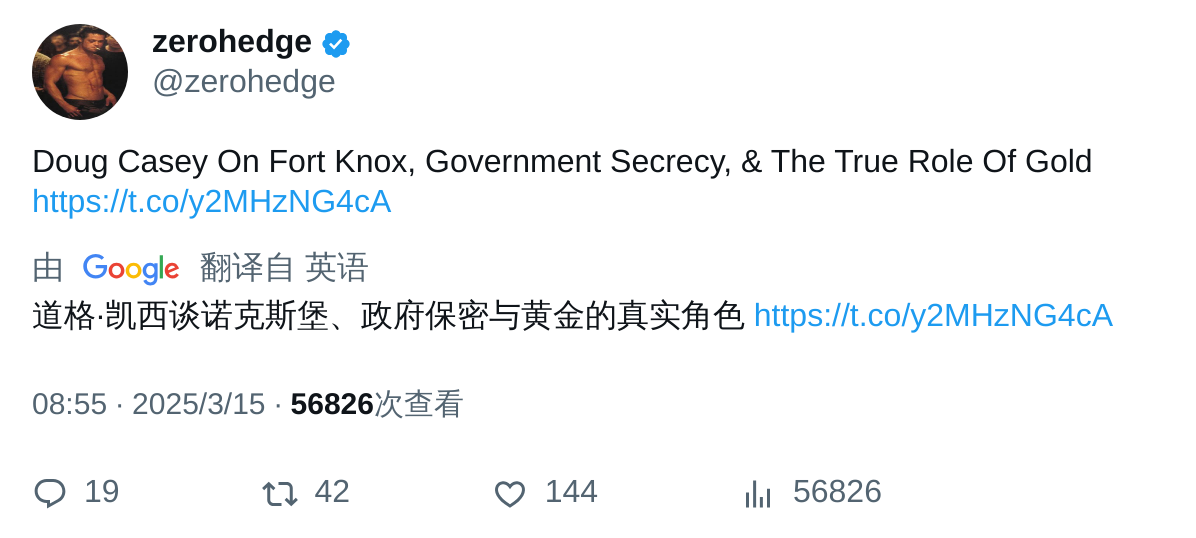 zerohedge
@zerohedge
Doug Casey On Fort Knox, Government Secrecy, & The True Role Of Gold
https://t.co/y2MHzNG4cA
由 Google 翻译自 英语
道格·凯西谈诺克斯堡、政府保密与黄金的真实角色 https://t.co/y2MHzNG4cA
08:55 · 2025/3/15 · 56826次查看
19 42 144 56826